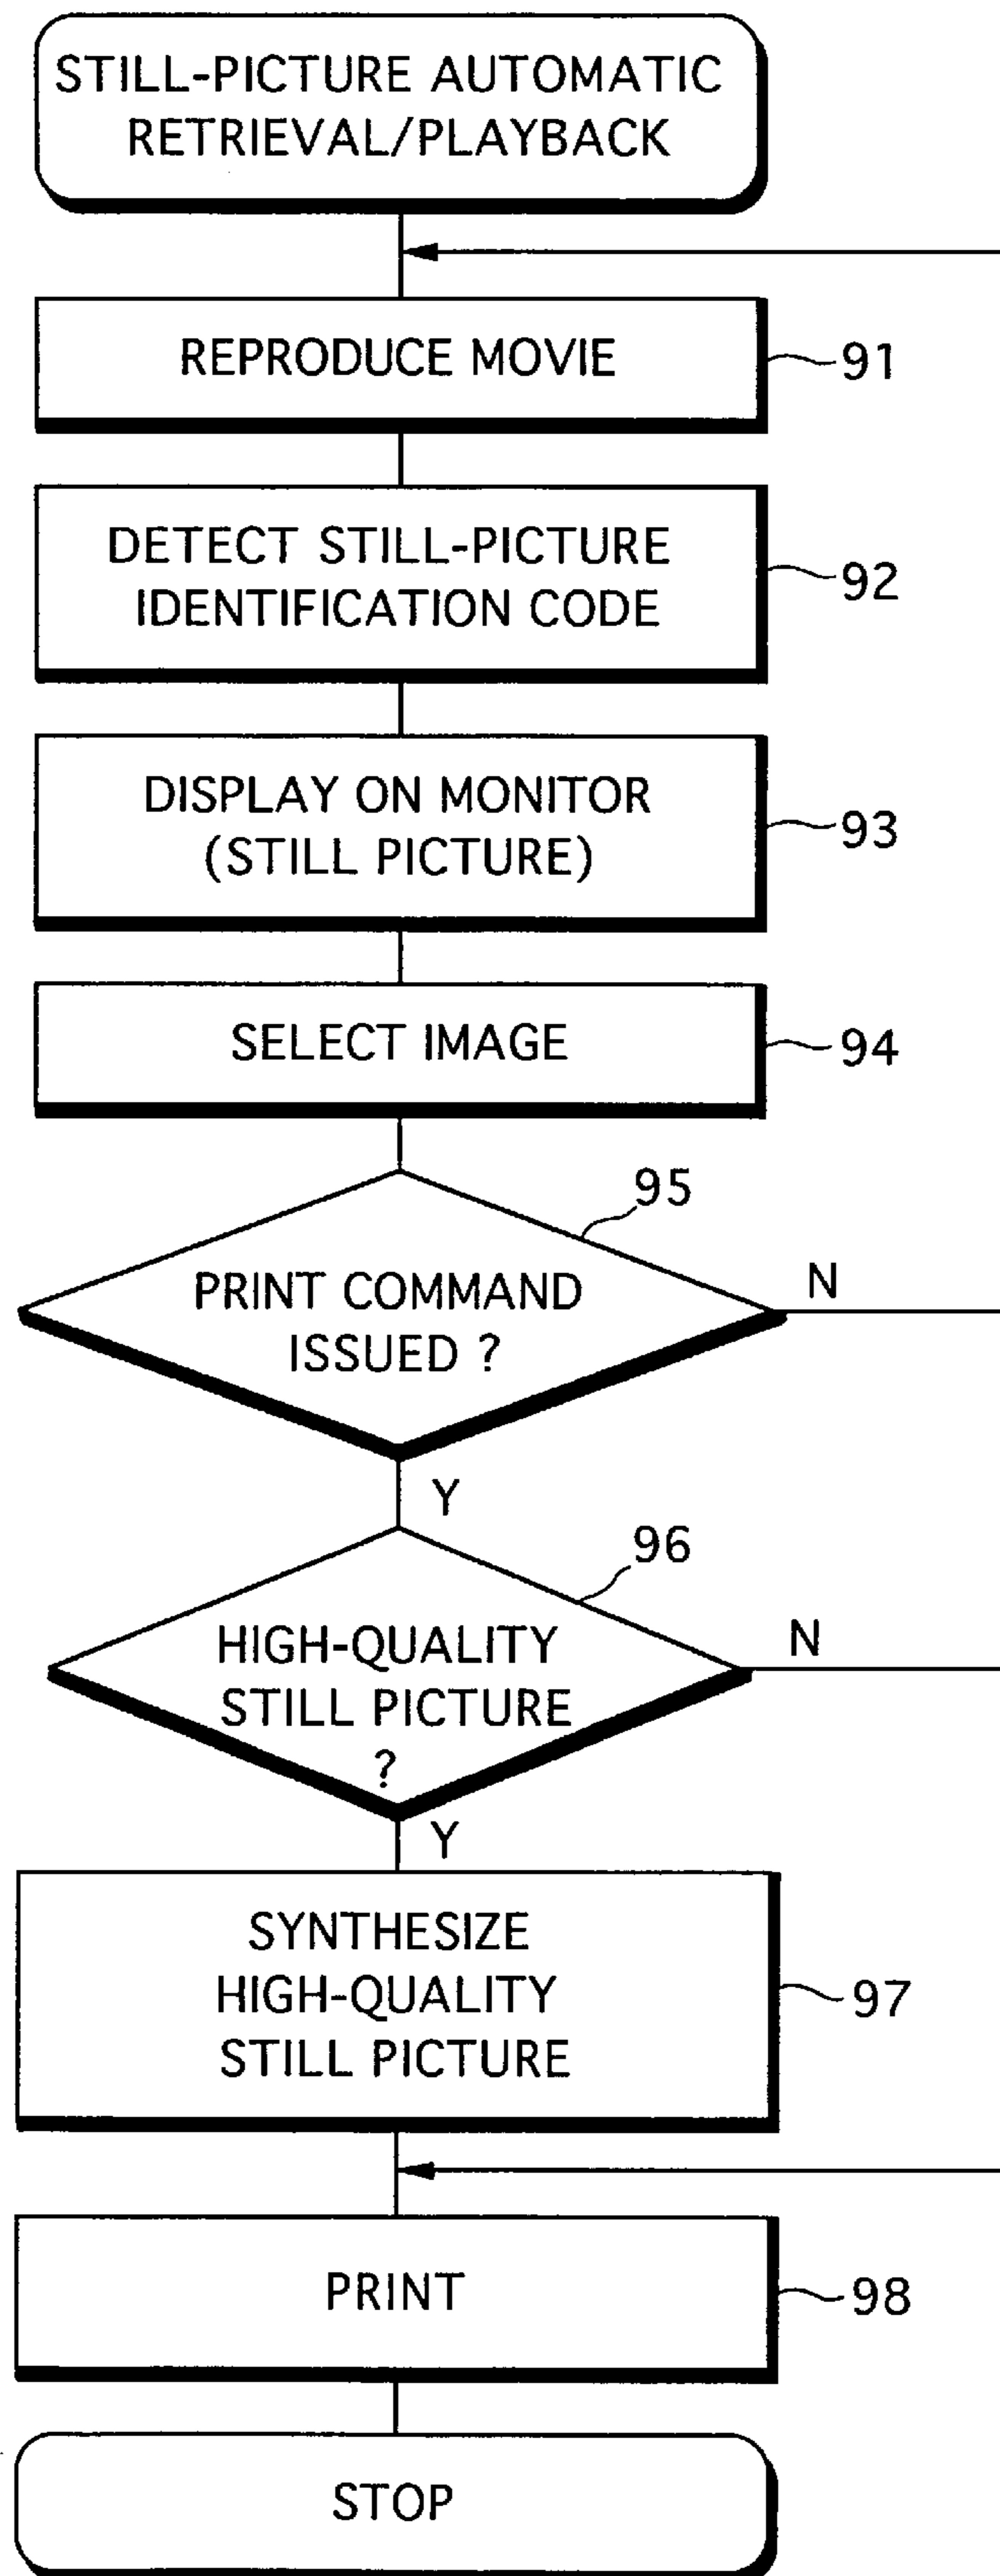 STILL-PICTURE AUTOMATIC
RETRIEVAL/PLAYBACK
REPRODUCE MOVIE
91
DETECT STILL-PICTURE
IDENTIFICATION CODE
92
DISPLAY ON MONITOR
(STILL PICTURE)
93
SELECT IMAGE
94
95
PRINT COMMAND
ISSUED ?
N
Y
96
HIGH-QUALITY
STILL PICTURE
?
N
Y
SYNTHESIZE
HIGH-QUALITY
STILL PICTURE
97
PRINT
98
STOP